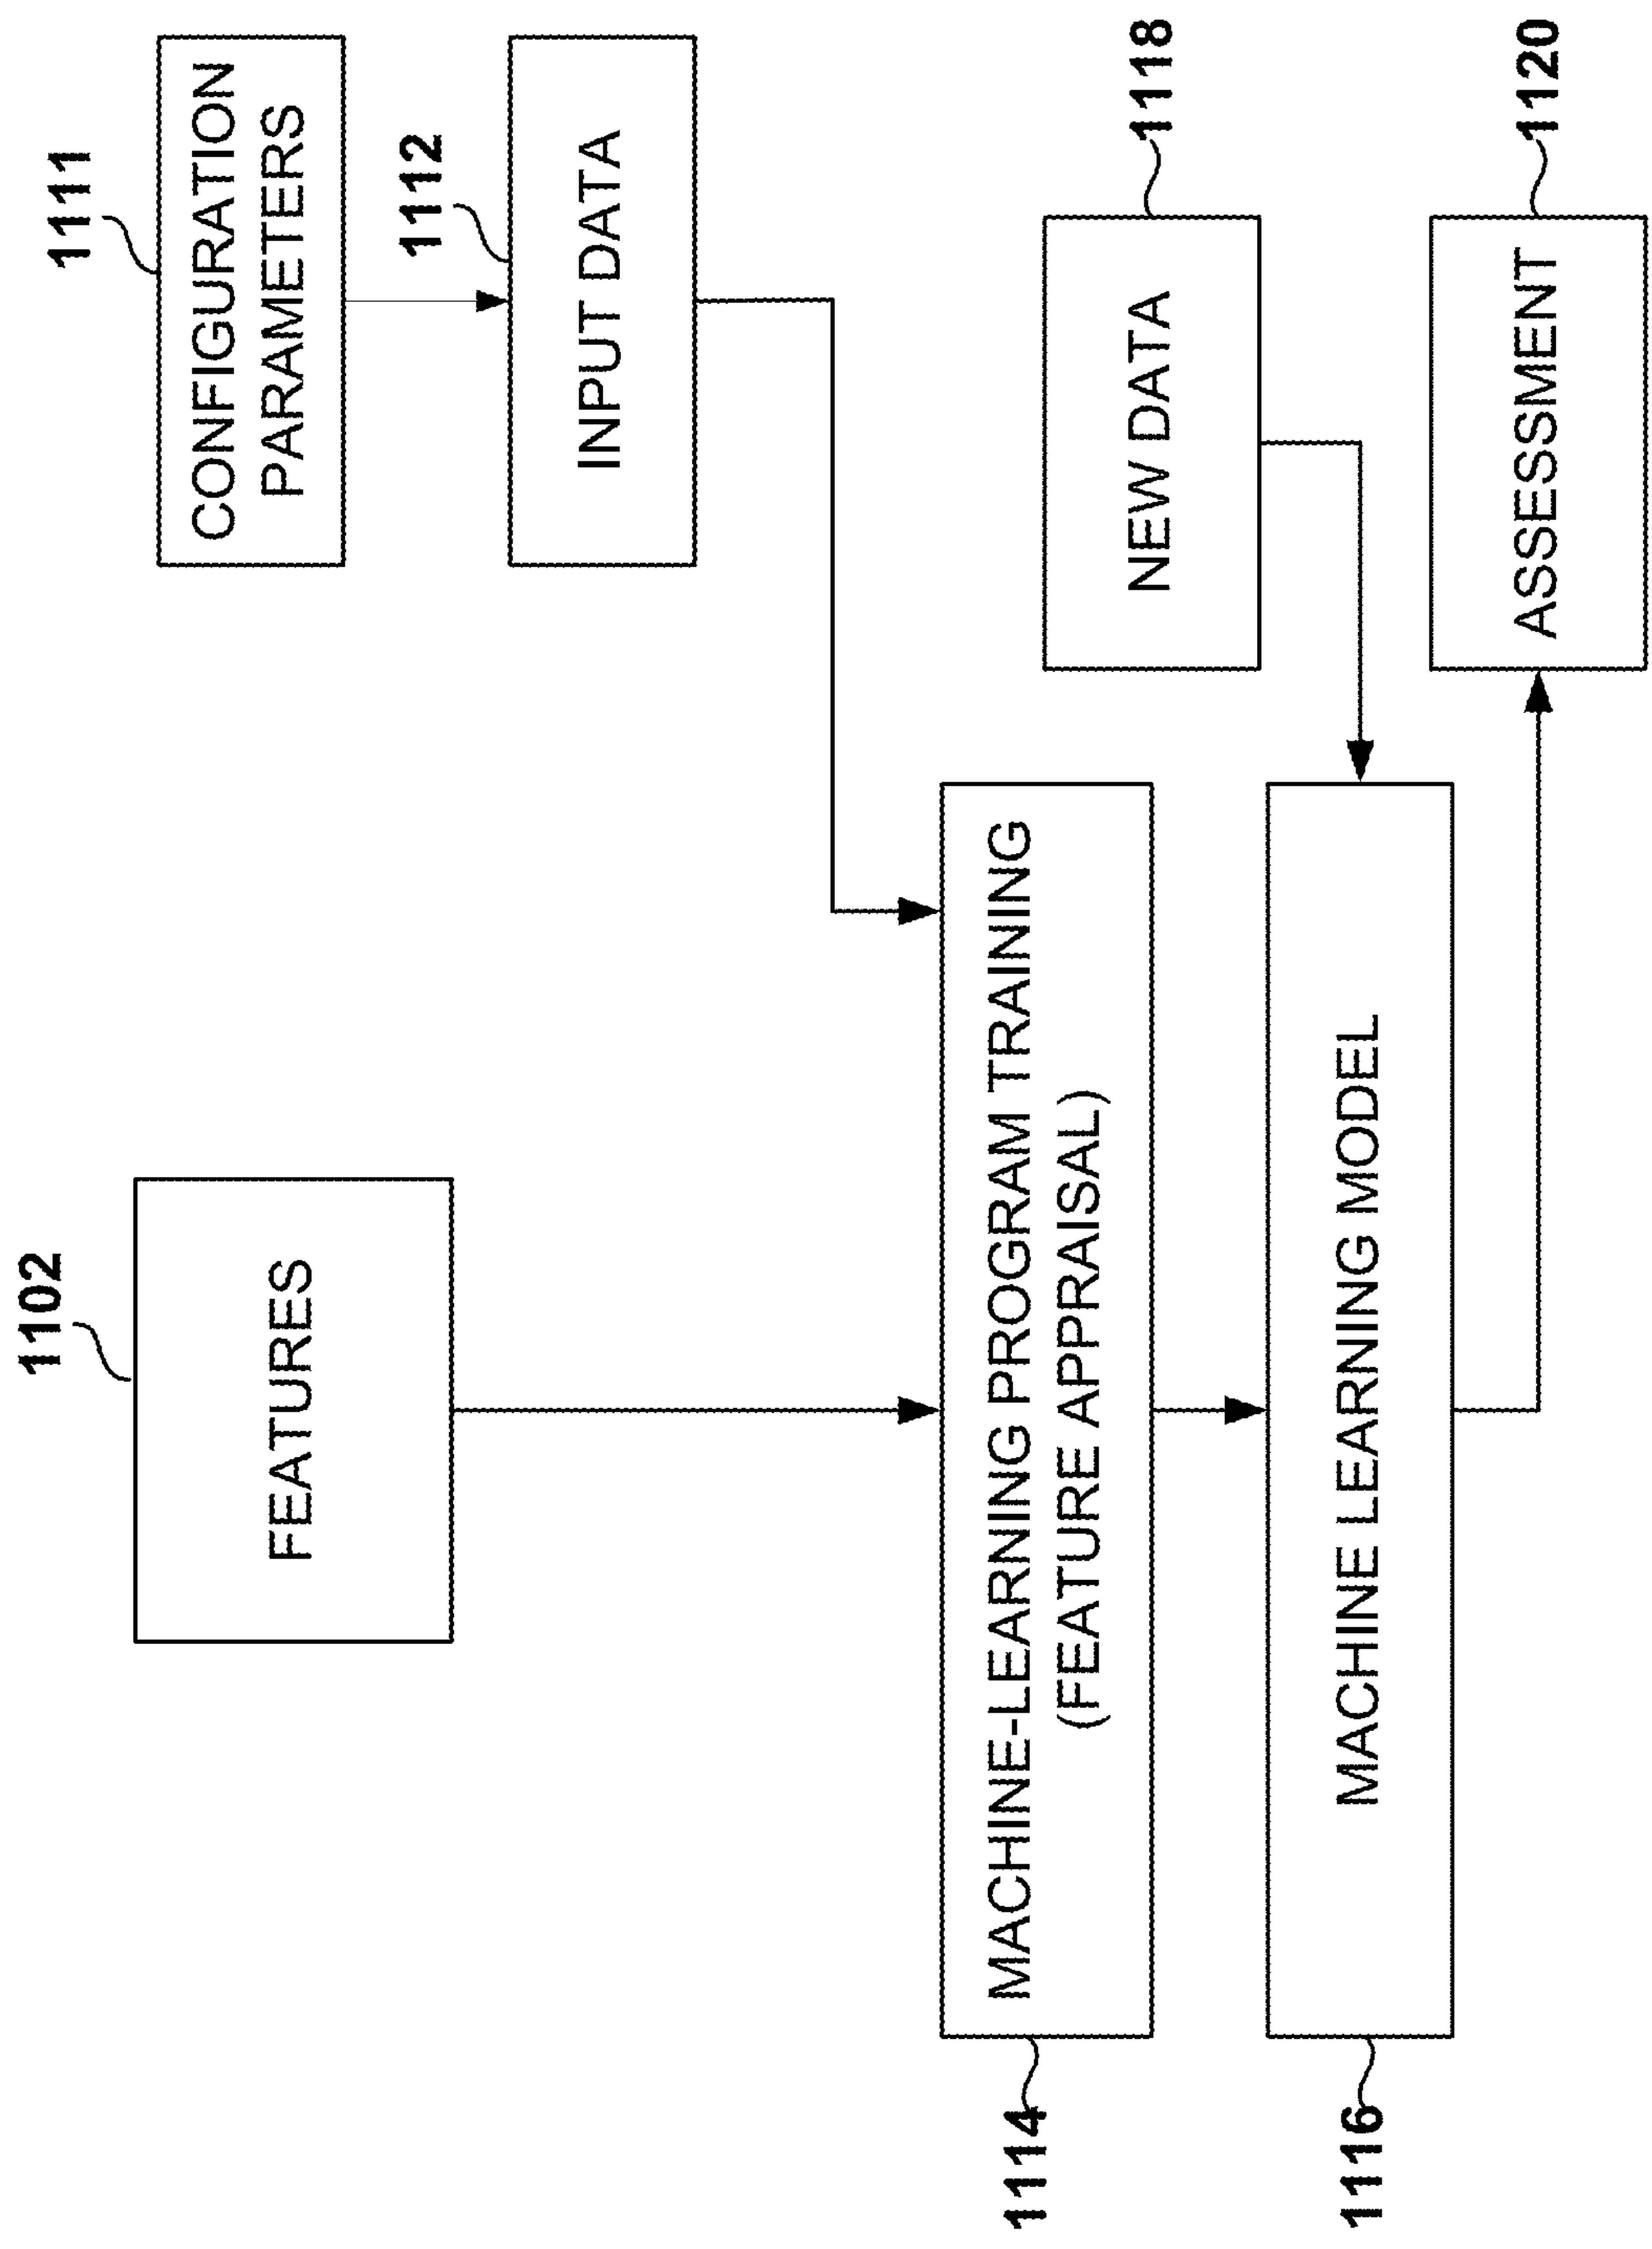 1102
FEATURES
1111
CONFIGURATION
PARAMETERS
1112
INPUT DATA
1114
MACHINE-LEARNING PROGRAM TRAINING
(FEATURE APPRAISAL)
1118
NEW DATA
1116
MACHINE LEARNING MODEL
1120
ASSESSMENT